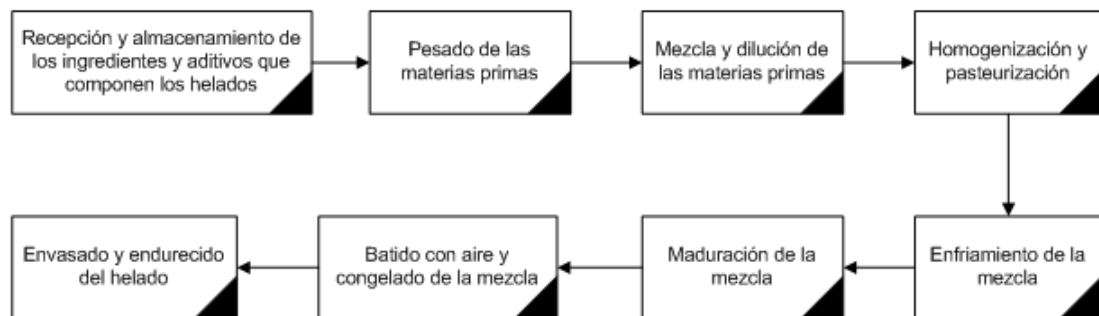 Recepción y almacenamiento de
los ingredientes y aditivos que
componen los helados
Pesado de las
materias primas
Mezcla y dilución de
las materias primas
Homogenización y
pasteurización
Enfriamiento de la
mezcla
Maduración de la
mezcla
Batido con aire y
congelado de la mezcla
Envasado y endurecido
del helado